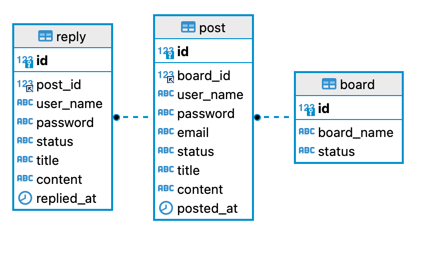 reply
123 id
123 post_id
ABC user_name
ABC password
ABC status
ABC title
ABC content
replied_at
post
123 id
123 board_id
ABC user_name
ABC password
ABC email
ABC status
ABC title
ABC content
posted_at
board
123 id
ABC board_name
ABC status